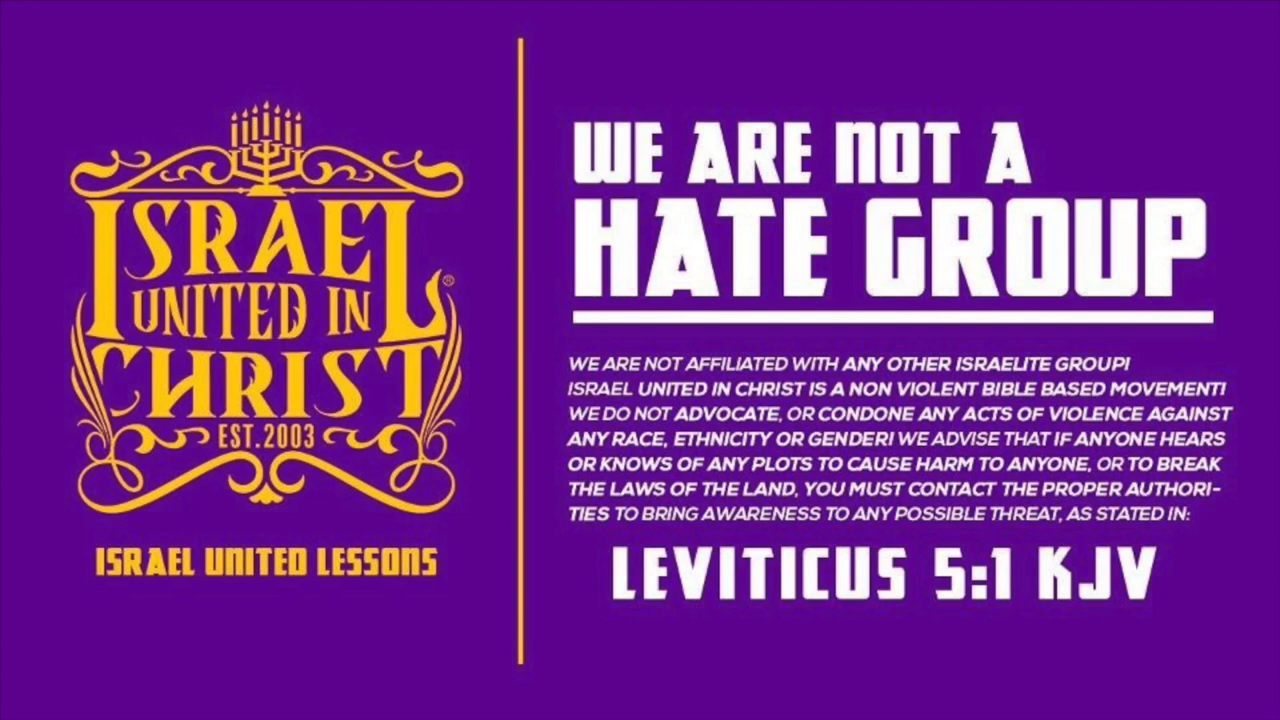 ISRAEL
UNITED IN
CHRIST
EST.2003
ISRAEL UNITED LESSONS
WE ARE NOT A
HATE GROUP
WE ARE NOT AFFILIATED WITH ANY OTHER ISRAELITE GROUP!
ISRAEL UNITED IN CHRIST IS A NON VIOLENT BIBLE BASED MOVEMENT!
WE DO NOT ADVOCATE, OR CONDONE ANY ACTS OF VIOLENCE AGAINST
ANY RACE, ETHNICITY OR GENDER! WE ADVISE THAT IF ANYONE HEARS
OR KNOWS OF ANY PLOTS TO CAUSE HARM TO ANYONE, OR TO BREAK
THE LAWS OF THE LAND, YOU MUST CONTACT THE PROPER AUTHORI-
TIES TO BRING AWARENESS TO ANY POSSIBLE THREAT, AS STATED IN:
LEVITICUS 5:1 KJV